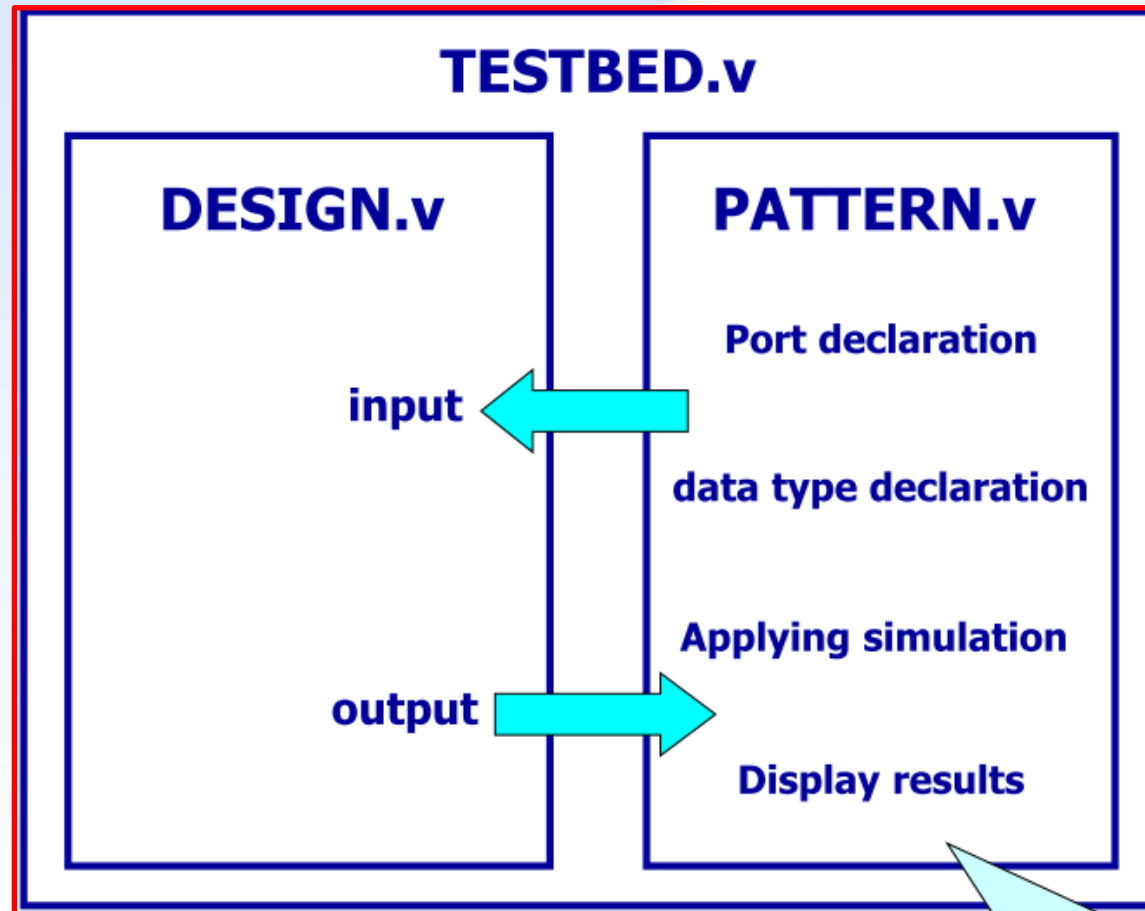 TESTBED.v
DESIGN.v
input
output
PATTERN.v
Port declaration
data type declaration
Applying simulation
Display results